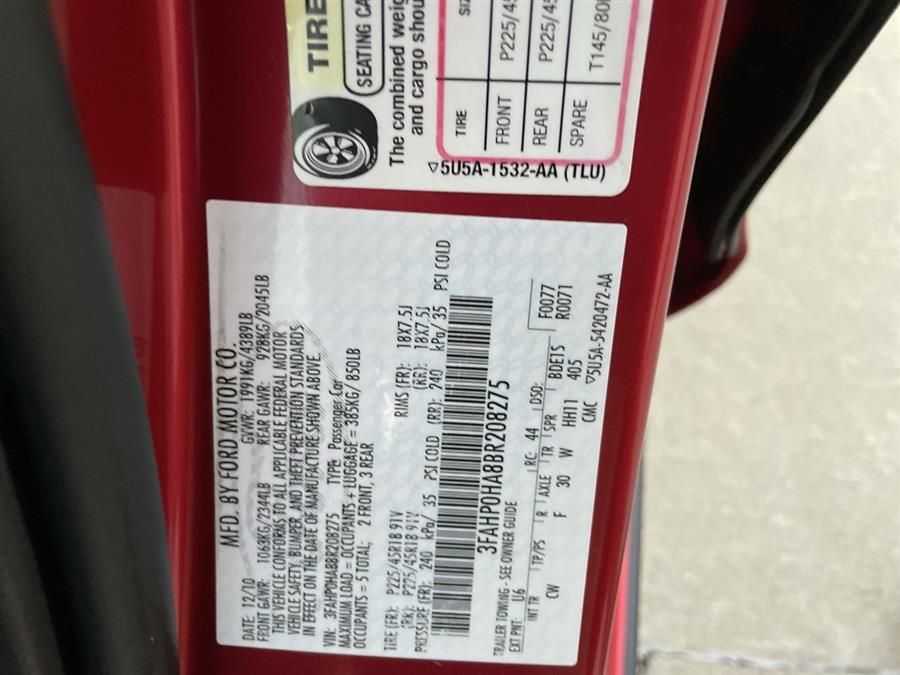 TIRE
SEATING CA
The combined weig
and cargo shou
TIRE SIZ
FRONT P225/45
REAR P225/45
SPARE T145/80
▽5U5A-1532-AA (TLU)
MFD. BY FORD MOTOR CO.
DATE: 12/10 GVWR: 1991KG/4389LB
FRONT GAWR: 1063KG/2344LB REAR GAWR: 928KG/2045LB
THIS VEHICLE CONFORMS TO ALL APPLICABLE FEDERAL MOTOR
VEHICLE SAFETY, BUMPER, AND THEFT PREVENTION STANDARDS
IN EFFECT ON THE DATE OF MANUFACTURE SHOWN ABOVE.
VIN: 3FAHP0HA8BR208275 TYPE: Passenger Car
MAXIMUM LOAD = OCCUPANTS + LUGGAGE = 385KG/ 850LB
OCCUPANTS = 5 TOTAL; 2 FRONT, 3 REAR
TIRE (FR): P225/45R18 91V RIMS (FR): 18X7.5J
(RR): P225/45R18 91V (RR): 18X7.5J
PRESSURE (FR): 240 kPa/ 35 PSI COLD (RR): 240 kPa/ 35 PSI COLD
3FAHP0HA8BR208275
TRAILER TOWING - SEE OWNER GUIDE
EXT PNT: U6 RC: 44 DSO: F0077
R0071
INT TR TP/PS R AXLE TR SPR BDE1S
CW F 30 W HH11 405
CMC ▽5U5A-5420472-AA